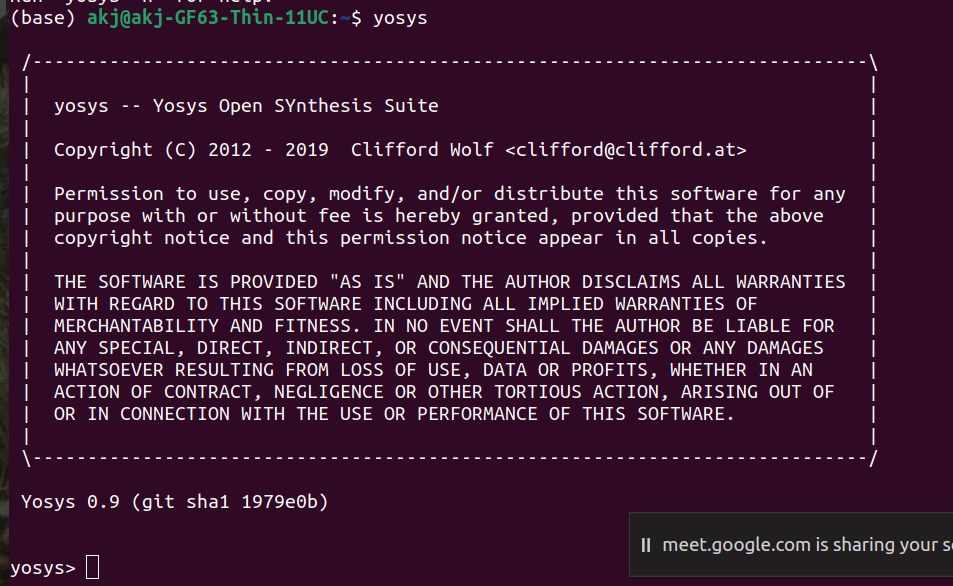 (base) akj@akj-GF63-Thin-11UC:~$ yosys
/----------------------------------------------------------------------------\
|                                                                            |
|  yosys -- Yosys Open SYnthesis Suite                                       |
|                                                                            |
|  Copyright (C) 2012 - 2019  Clifford Wolf <clifford@clifford.at>           |
|                                                                            |
|  Permission to use, copy, modify, and/or distribute this software for any  |
|  purpose with or without fee is hereby granted, provided that the above    |
|  copyright notice and this permission notice appear in all copies.         |
|                                                                            |
|  THE SOFTWARE IS PROVIDED "AS IS" AND THE AUTHOR DISCLAIMS ALL WARRANTIES  |
|  WITH REGARD TO THIS SOFTWARE INCLUDING ALL IMPLIED WARRANTIES OF          |
|  MERCHANTABILITY AND FITNESS. IN NO EVENT SHALL THE AUTHOR BE LIABLE FOR   |
|  ANY SPECIAL, DIRECT, INDIRECT, OR CONSEQUENTIAL DAMAGES OR ANY DAMAGES    |
|  WHATSOEVER RESULTING FROM LOSS OF USE, DATA OR PROFITS, WHETHER IN AN     |
|  ACTION OF CONTRACT, NEGLIGENCE OR OTHER TORTIOUS ACTION, ARISING OUT OF   |
|  OR IN CONNECTION WITH THE USE OR PERFORMANCE OF THIS SOFTWARE.            |
|                                                                            |
\----------------------------------------------------------------------------/
Yosys 0.9 (git sha1 1979e0b)
meet.google.com is sharing your
yosys>